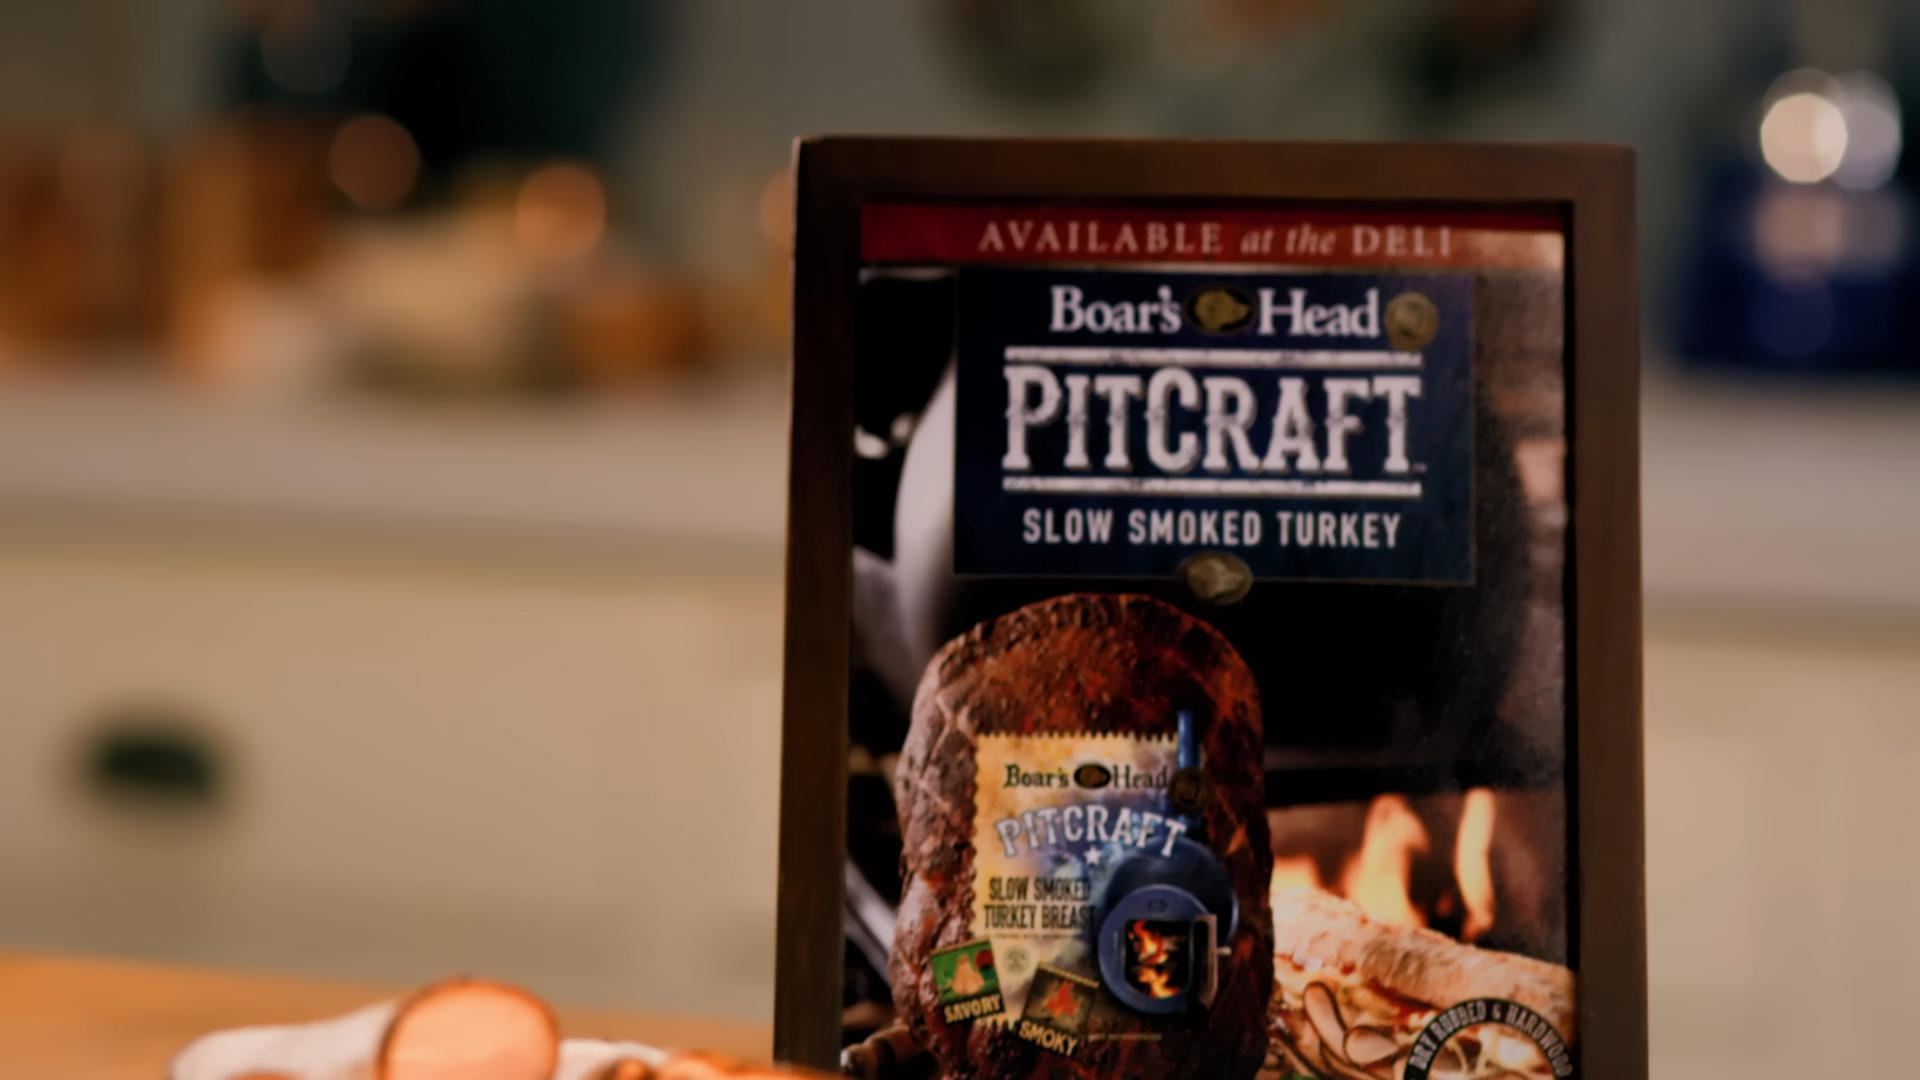 AVAILABLE at the DELI
Boar's Head
PITCRAFT
SLOW SMOKED TURKEY
Boar's Head
PITCRAFT
SLOW SMOKED
TURKEY BREAST
SAVORY
SMOKY
DRY RUBBED & HARDWOOD